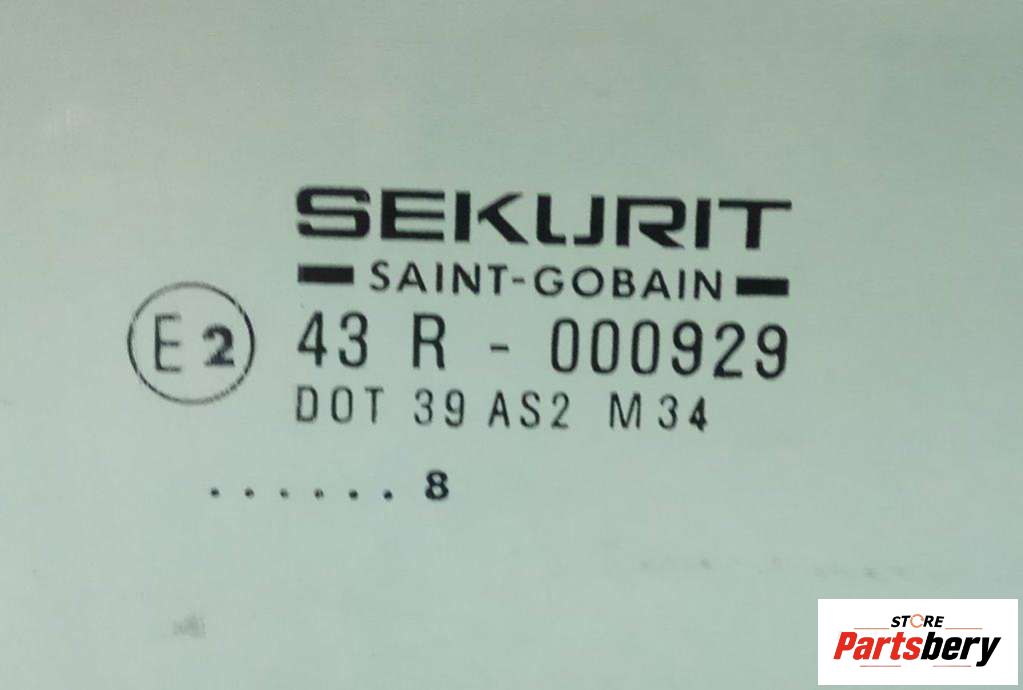 SEKURIT
SAINT-GOBAIN
E2 43 R - 000929
DOT 39 AS2 M34
. . . . . . 8
STORE
Partsbery